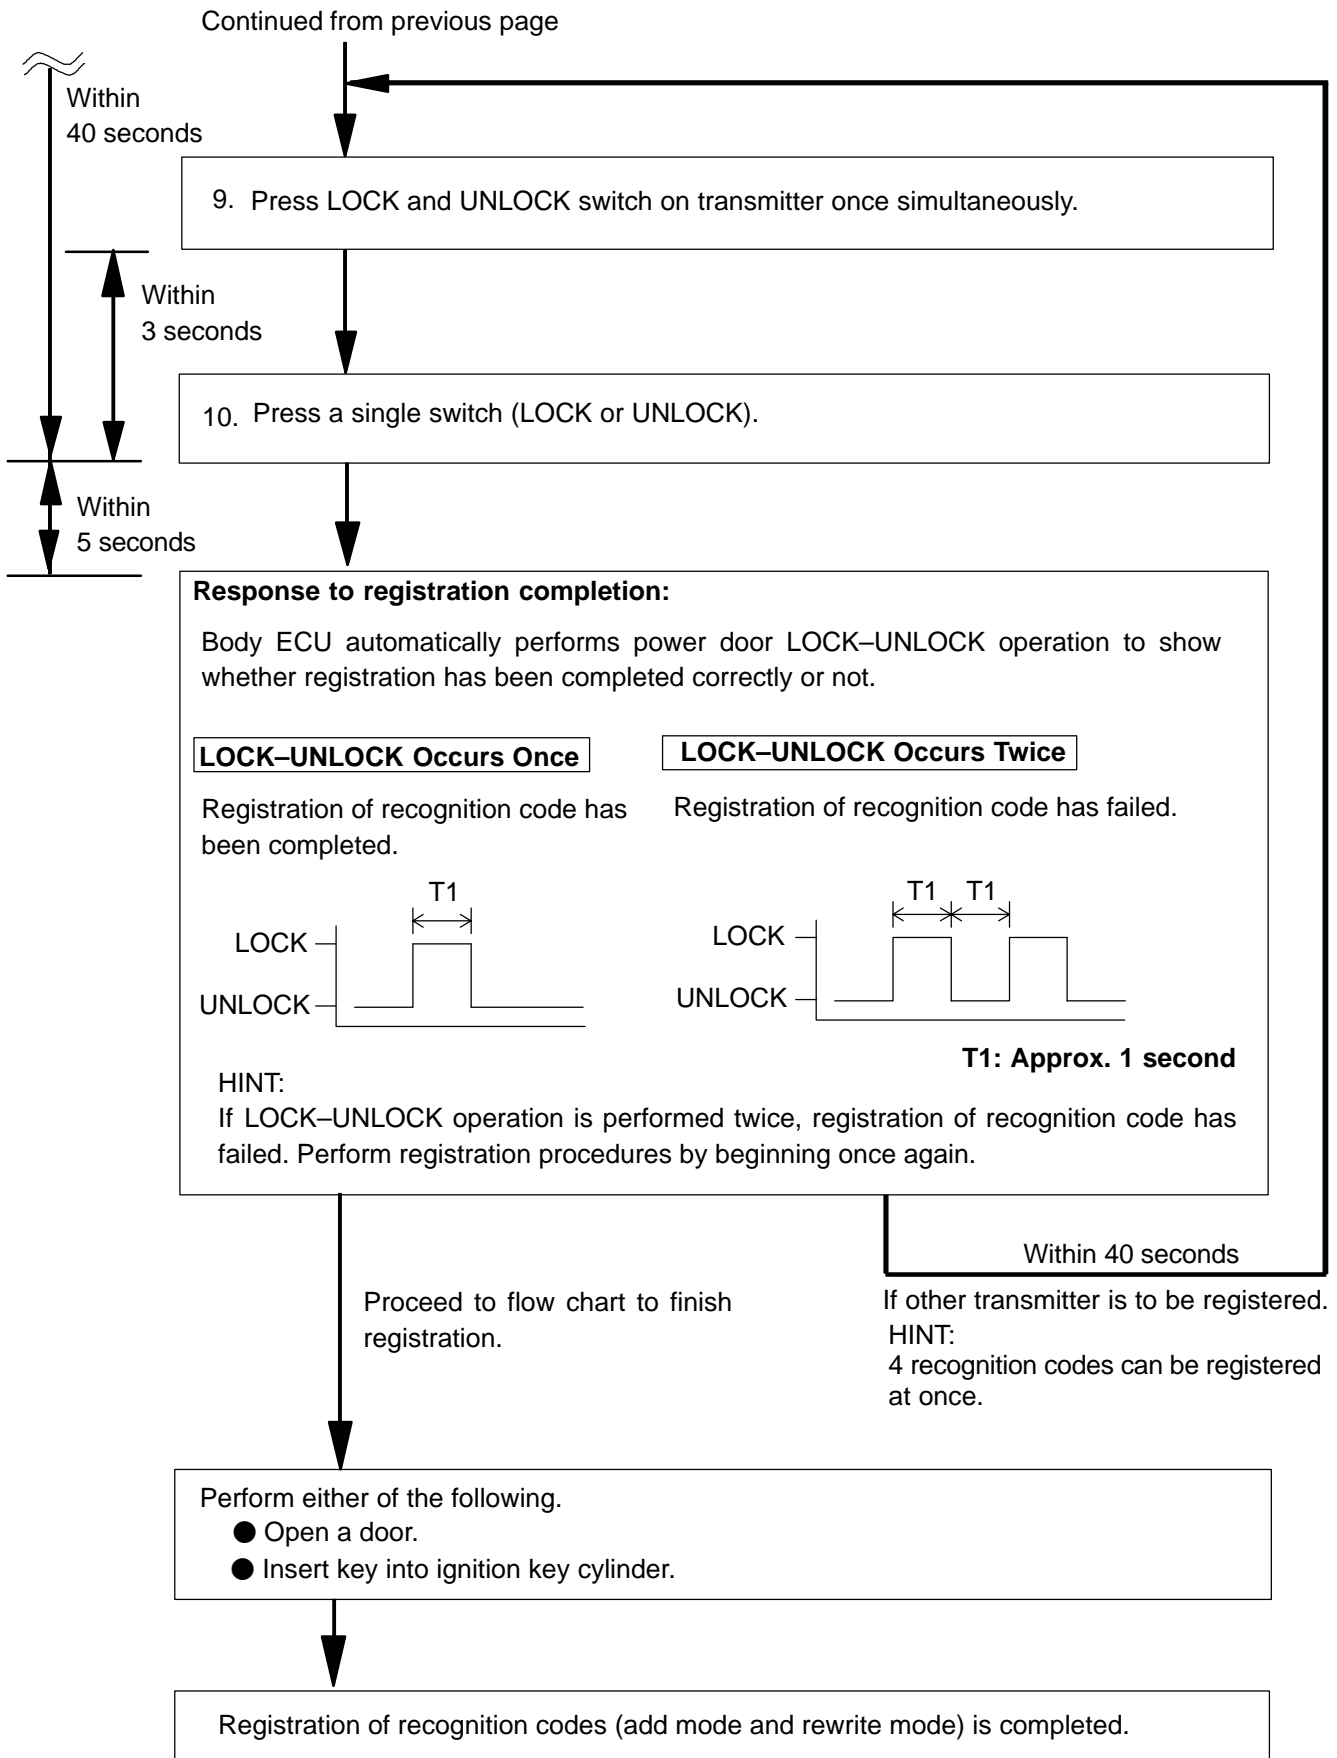 Continued from previous page
Within
40 seconds
9. Press LOCK and UNLOCK switch on transmitter once simultaneously.
Within
3 seconds
10. Press a single switch (LOCK or UNLOCK).
Within
5 seconds
Response to registration completion:
Body ECU automatically performs power door LOCK–UNLOCK operation to show
whether registration has been completed correctly or not.
LOCK–UNLOCK Occurs Once
Registration of recognition code has
been completed.
T1
LOCK
UNLOCK
LOCK–UNLOCK Occurs Twice
Registration of recognition code has failed.
T1 T1
LOCK
UNLOCK
T1: Approx. 1 second
HINT:
If LOCK–UNLOCK operation is performed twice, registration of recognition code has
failed. Perform registration procedures by beginning once again.
Within 40 seconds
If other transmitter is to be registered.
HINT:
4 recognition codes can be registered
at once.
Proceed to flow chart to finish
registration.
Perform either of the following.
● Open a door.
● Insert key into ignition key cylinder.
Registration of recognition codes (add mode and rewrite mode) is completed.